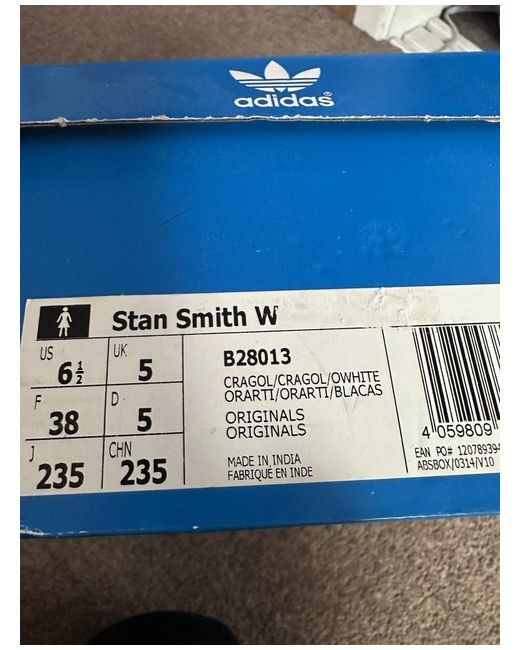 adidas®
Stan Smith W
US 6½ UK 5
F 38 D 5
J 235 CHN 235
B28013
CRAGOL/CRAGOL/OWHITE
ORARTI/ORARTI/BLACAS
ORIGINALS
ORIGINALS
MADE IN INDIA
FABRIQUÉ EN INDE
4 059809
EAN PO# 120789394
ABSBOX/0314/V10